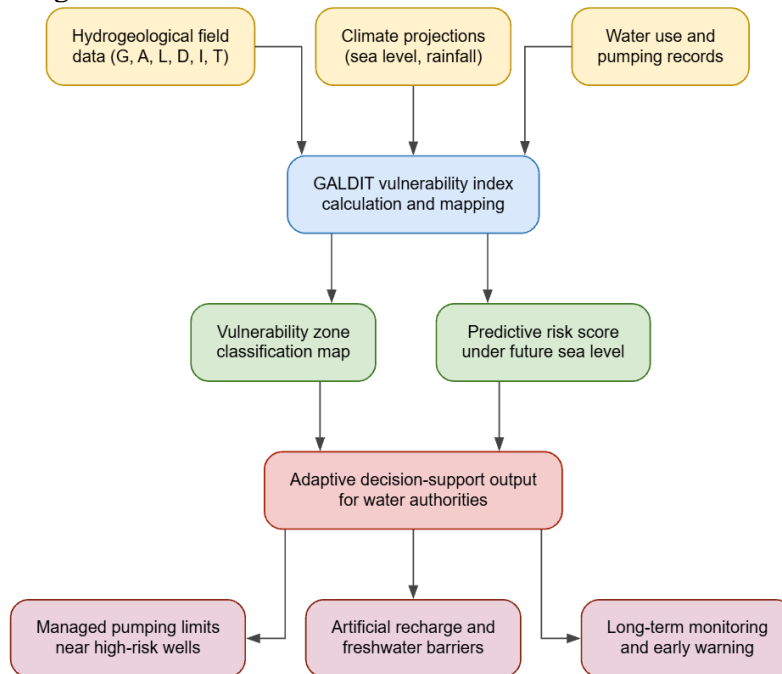 Hydrogeological field
data (G, A, L, D, I, T)
Climate projections
(sea level, rainfall)
Water use and
pumping records
GALDIT vulnerability index
calculation and mapping
Vulnerability zone
classification map
Predictive risk score
under future sea level
Adaptive decision-support output
for water authorities
Managed pumping limits
near high-risk wells
Artificial recharge and
freshwater barriers
Long-term monitoring
and early warning